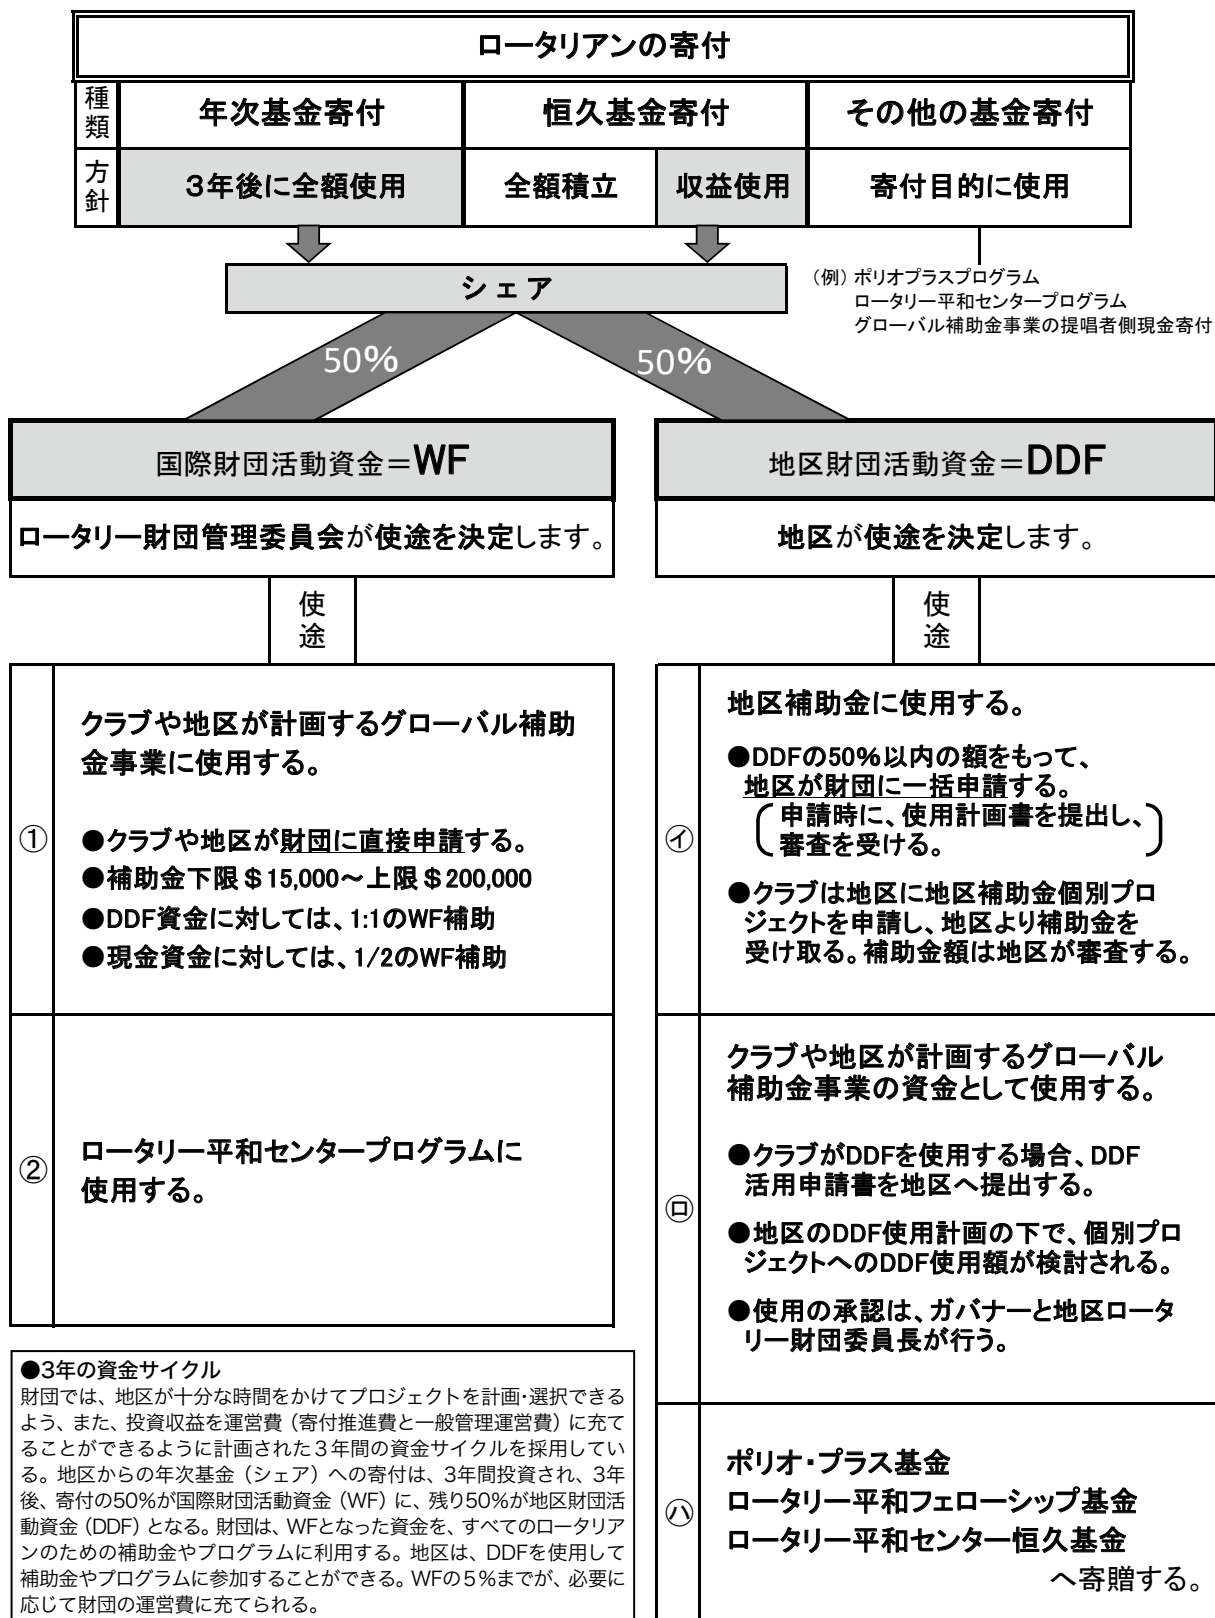 ロータリアンの寄付
種類
年次基金寄付
恒久基金寄付
その他の基金寄付
方針
3年後に全額使用
全額積立
収益使用
寄付目的に使用
シェア
（例）ポリオプラスプログラム
ロータリー平和センタープログラム
グローバル補助金事業の提唱者側現金寄付
50%
50%
国際財団活動資金＝WF
ロータリー財団管理委員会が使途を決定します。
使途
①
クラブや地区が計画するグローバル補助
金事業に使用する。
●クラブや地区が財団に直接申請する。
●補助金下限＄15,000～上限＄200,000
●DDF資金に対しては、1:1のWF補助
●現金資金に対しては、1/2のWF補助
②
ロータリー平和センタープログラムに
使用する。
●3年の資金サイクル
財団では、地区が十分な時間をかけてプロジェクトを計画・選択できる
よう、また、投資収益を運営費（寄付推進費と一般管理運営費）に充て
ることができるように計画された３年間の資金サイクルを採用してい
る。地区からの年次基金（シェア）への寄付は、3年間投資され、3年
後、寄付の50%が国際財団活動資金（WF）に、残り50%が地区財団活
動資金（DDF）となる。財団は、WFとなった資金を、すべてのロータリア
ンのための補助金やプログラムに利用する。地区は、DDFを使用して
補助金やプログラムに参加することができる。WFの５%までが、必要に
応じて財団の運営費に充てられる。
地区財団活動資金＝DDF
地区が使途を決定します。
使途
㋑
地区補助金に使用する。
●DDFの50%以内の額をもって、
地区が財団に一括申請する。
（申請時に、使用計画書を提出し、
審査を受ける。）
●クラブは地区に地区補助金個別プロ
ジェクトを申請し、地区より補助金を
受け取る。補助金額は地区が審査する。
㋺
クラブや地区が計画するグローバル
補助金事業の資金として使用する。
●クラブがDDFを使用する場合、DDF
活用申請書を地区へ提出する。
●地区のDDF使用計画の下で、個別プロ
ジェクトへのDDF使用額が検討される。
●使用の承認は、ガバナーと地区ロータ
リー財団委員長が行う。
㋩
ポリオ・プラス基金
ロータリー平和フェローシップ基金
ロータリー平和センター恒久基金
へ寄贈する。